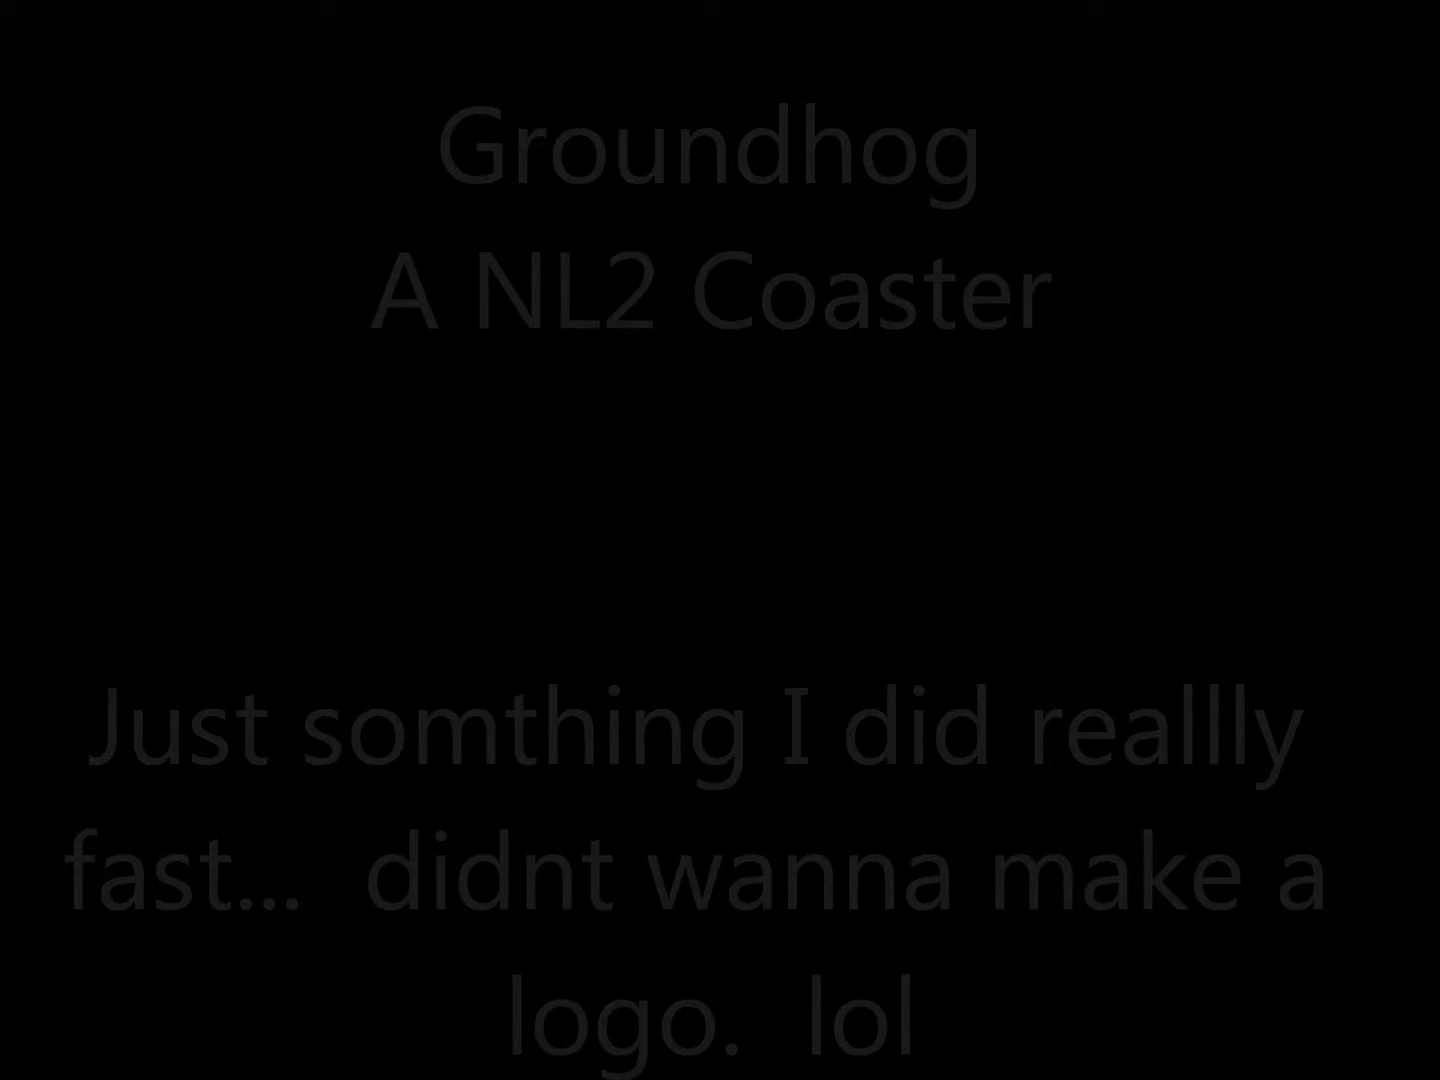 Groundhog
A NL2 Coaster
Just somthing I did reallly
fast...  didnt wanna make a
logo.  lol